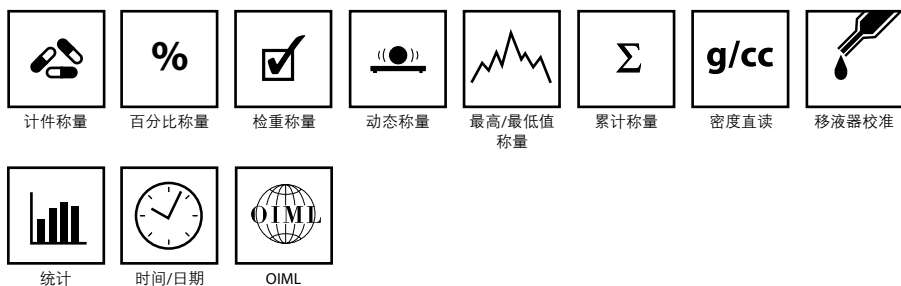 %
Σ
g/cc
计件称量
百分比称量
检重称量
动态称量
最高/最低值
称量
累计称量
密度直读
移液器校准
OIML
统计
时间/日期
OIML